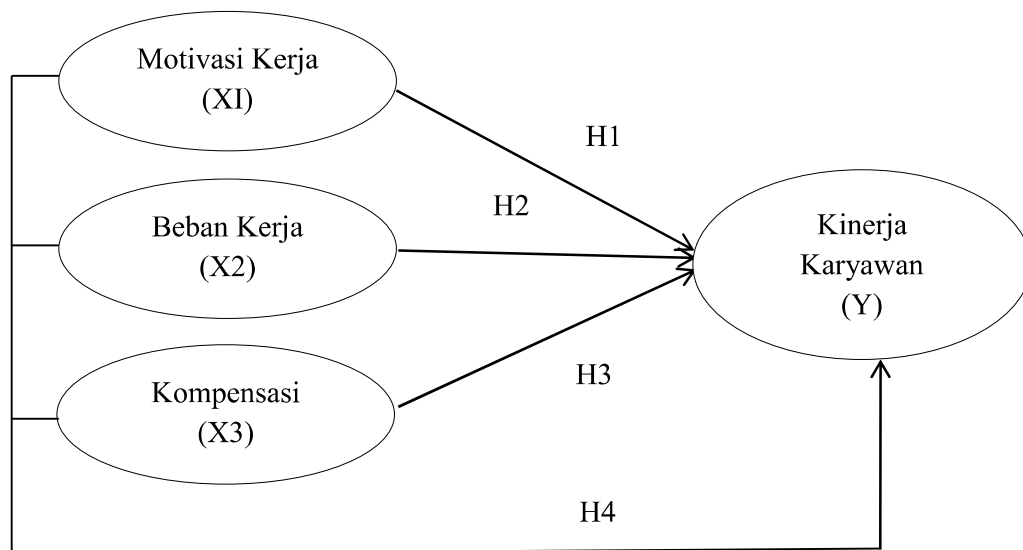 Motivasi Kerja
(XI)
H1
H2
Beban Kerja
(X2)
Kinerja
Karyawan
(Y)
H3
Kompensasi
(X3)
H4